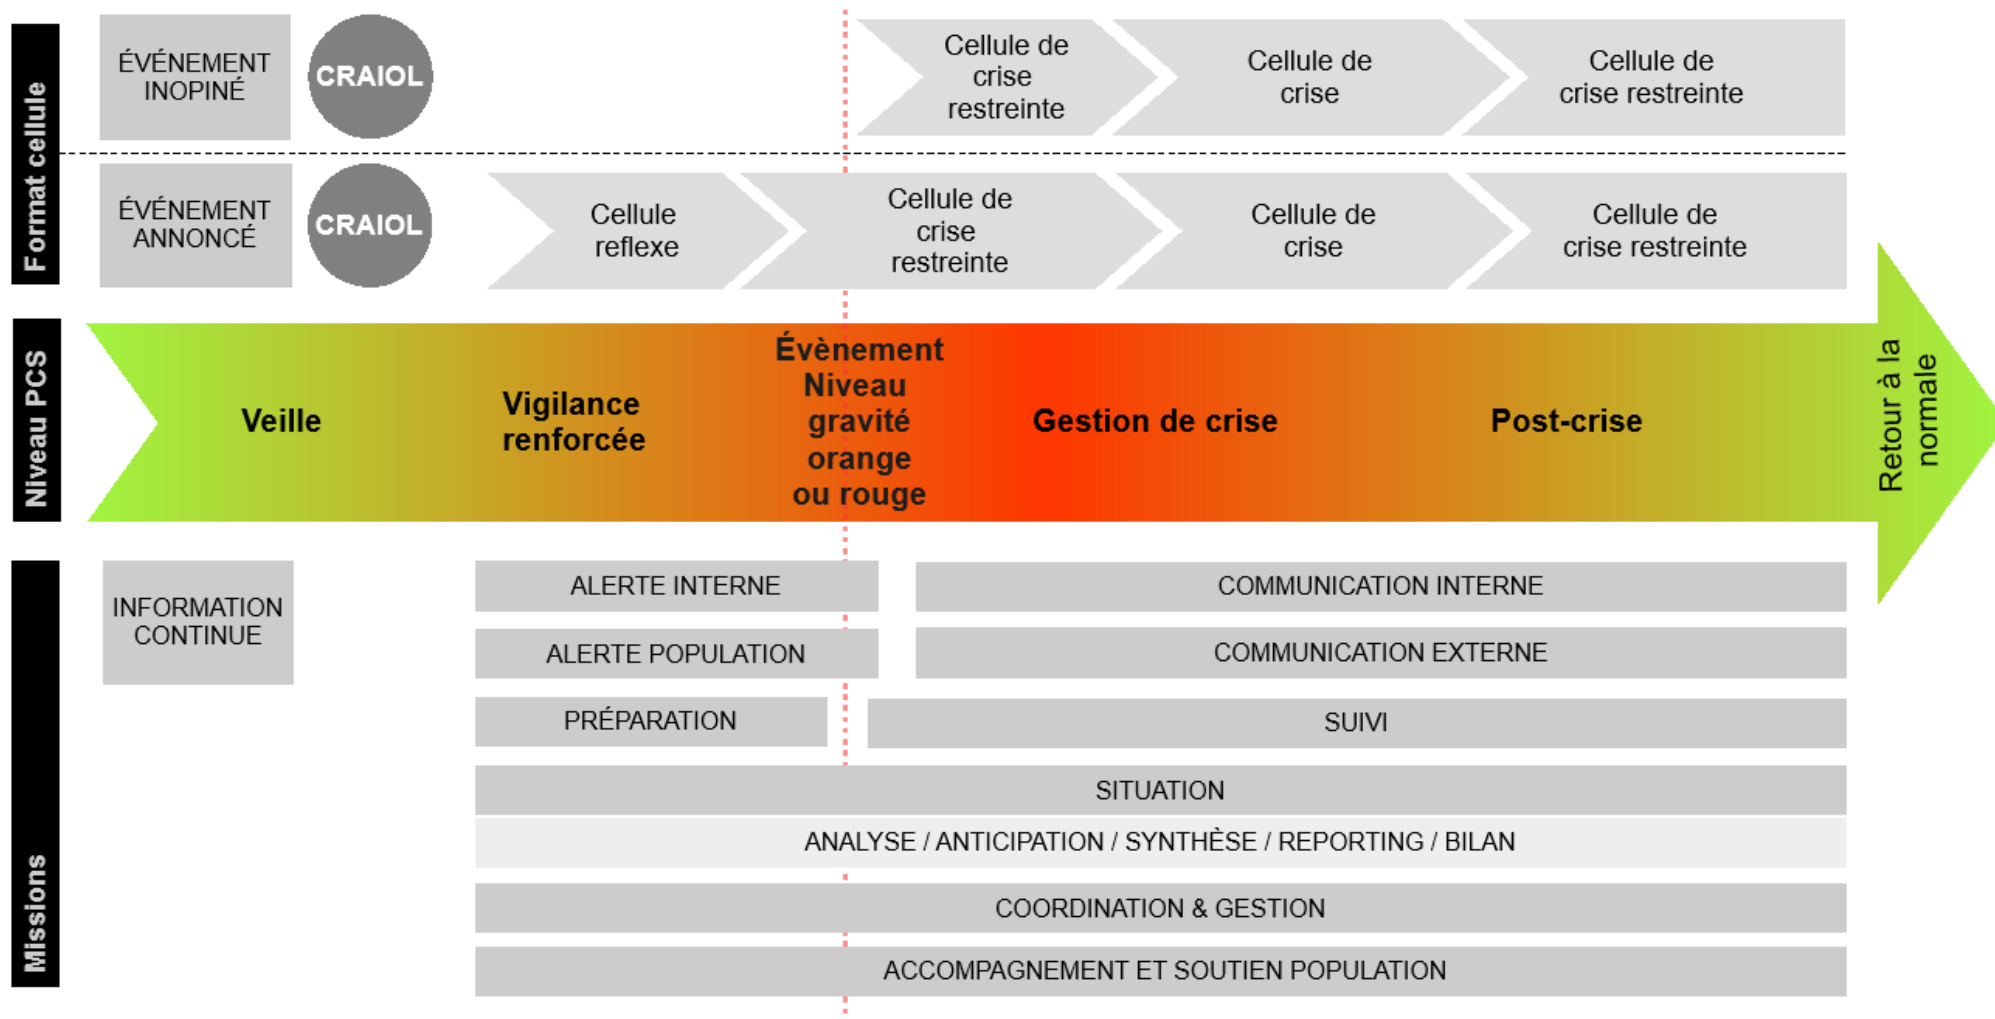 Format cellule
ÉVÉNEMENT
INOPINÉ
CRAIOL
Cellule de
crise
restreinte
Cellule de
crise
Cellule de
crise restreinte
ÉVÉNEMENT
ANNONCÉ
CRAIOL
Cellule
reflexe
Cellule de
crise
restreinte
Cellule de
crise
Cellule de
crise restreinte
Niveau PCS
Veille
Vigilance
renforcée
Évènement
Niveau
gravité
orange
ou rouge
Gestion de crise
Post-crise
Retour à la
normale
Missions
INFORMATION
CONTINUE
ALERTE INTERNE
COMMUNICATION INTERNE
ALERTE POPULATION
COMMUNICATION EXTERNE
PRÉPARATION
SUIVI
SITUATION
ANALYSE / ANTICIPATION / SYNTHÈSE / REPORTING / BILAN
COORDINATION & GESTION
ACCOMPAGNEMENT ET SOUTIEN POPULATION